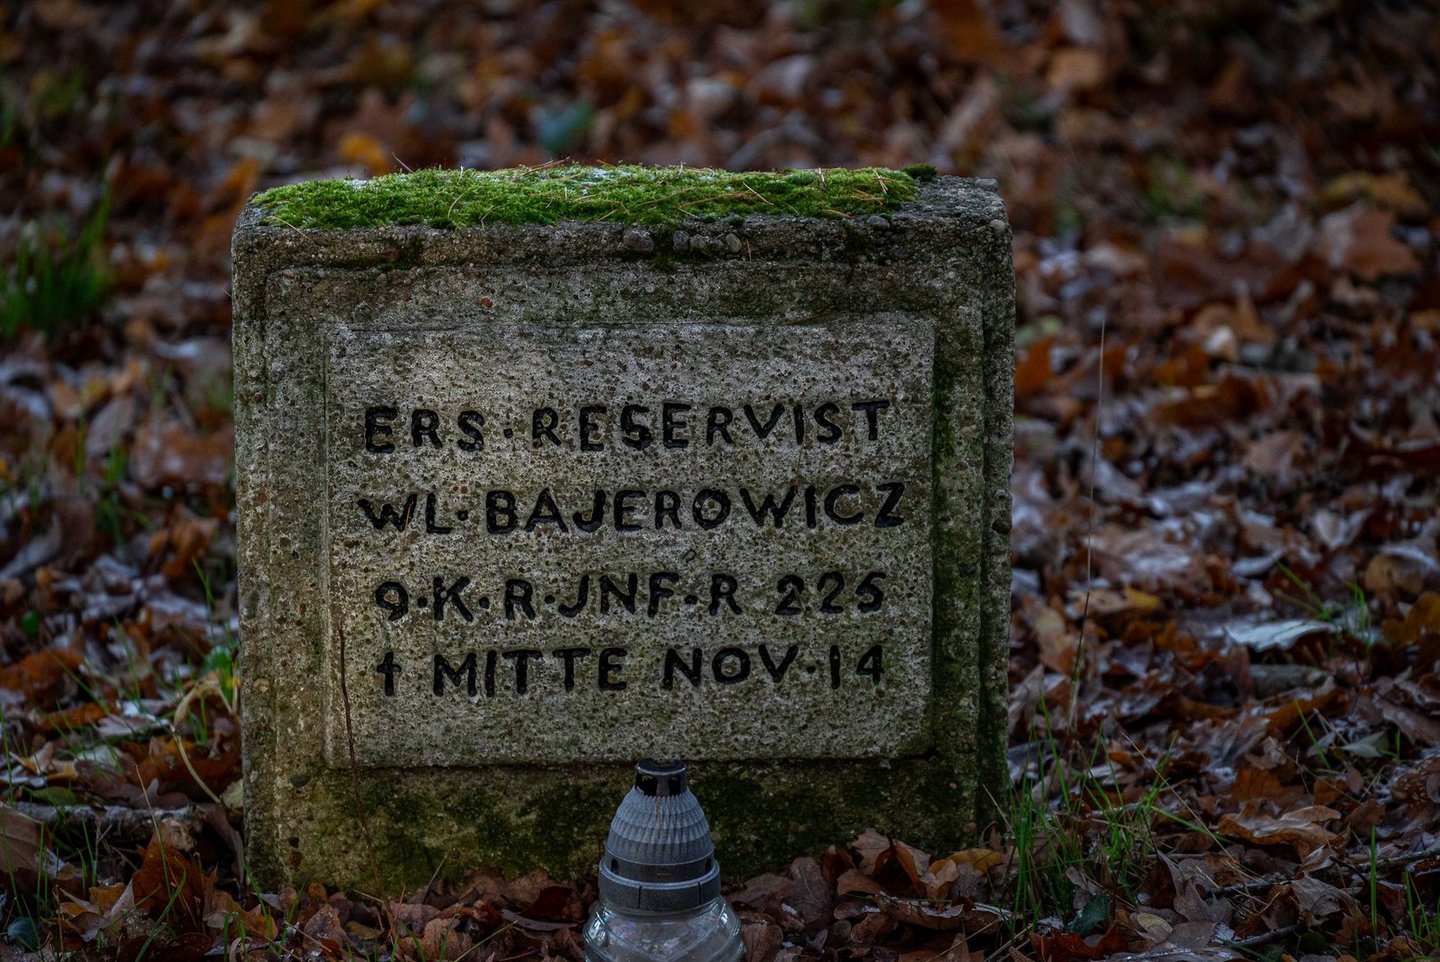 ERS·RESERVIST
WL·BAJEROWICZ
9·K·R·JNF·R 225
† MITTE NOV·14